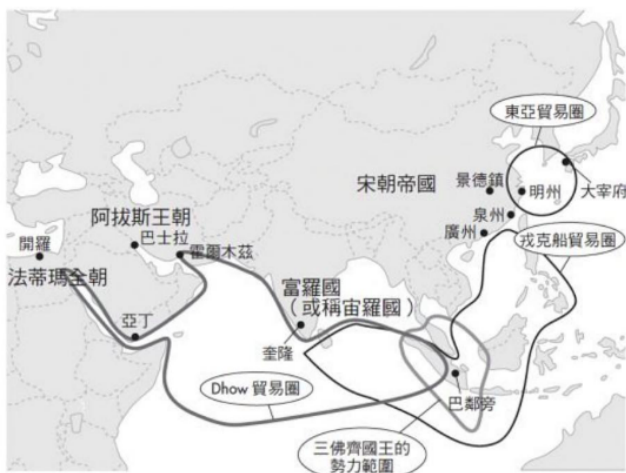 東亞貿易圈
宋朝帝國
景德鎮
明州
大宰府
泉州
廣州
戎克船貿易圈
阿拔斯王朝
巴士拉
開羅
霍爾木茲
法蒂瑪全朝
富羅國
（或稱宙羅國）
亞丁
奎隆
Dhow 貿易圈
巴鄰旁
三佛齊國王的
勢力範圍